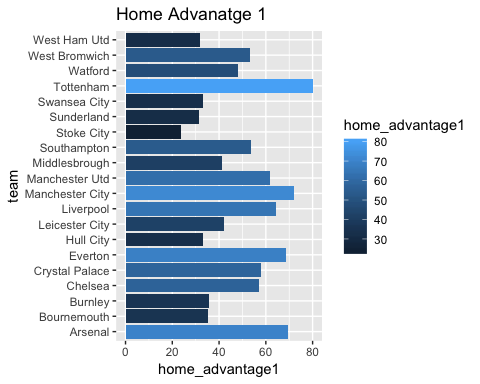 Home Advanatge 1
West Ham Utd
West Bromwich
Watford
Tottenham
Swansea City
Sunderland
Stoke City
Southampton
Middlesbrough
Manchester Utd
Manchester City
Liverpool
Leicester City
Hull City
Everton
Crystal Palace
Chelsea
Burnley
Bournemouth
Arsenal
team
0 20 40 60 80
home_advantage1
home_advantage1
80
70
60
50
40
30